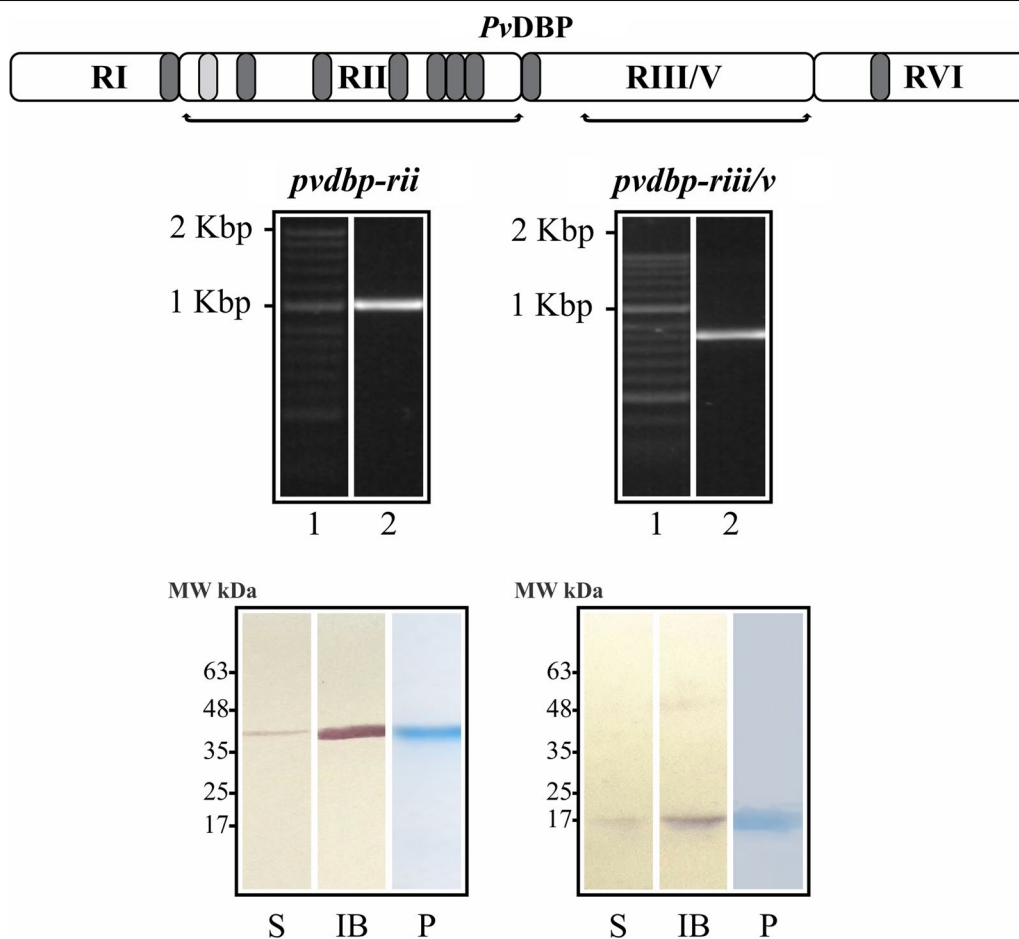 PvDBP
RI RII RIII/V RVI
pvdbp-rii
2 Kbp
1 Kbp
1 2
pvdbp-riii/v
2 Kbp
1 Kbp
1 2
MW kDa
63
48
35
25
17
S IB P
MW kDa
63
48
35
25
17
S IB P